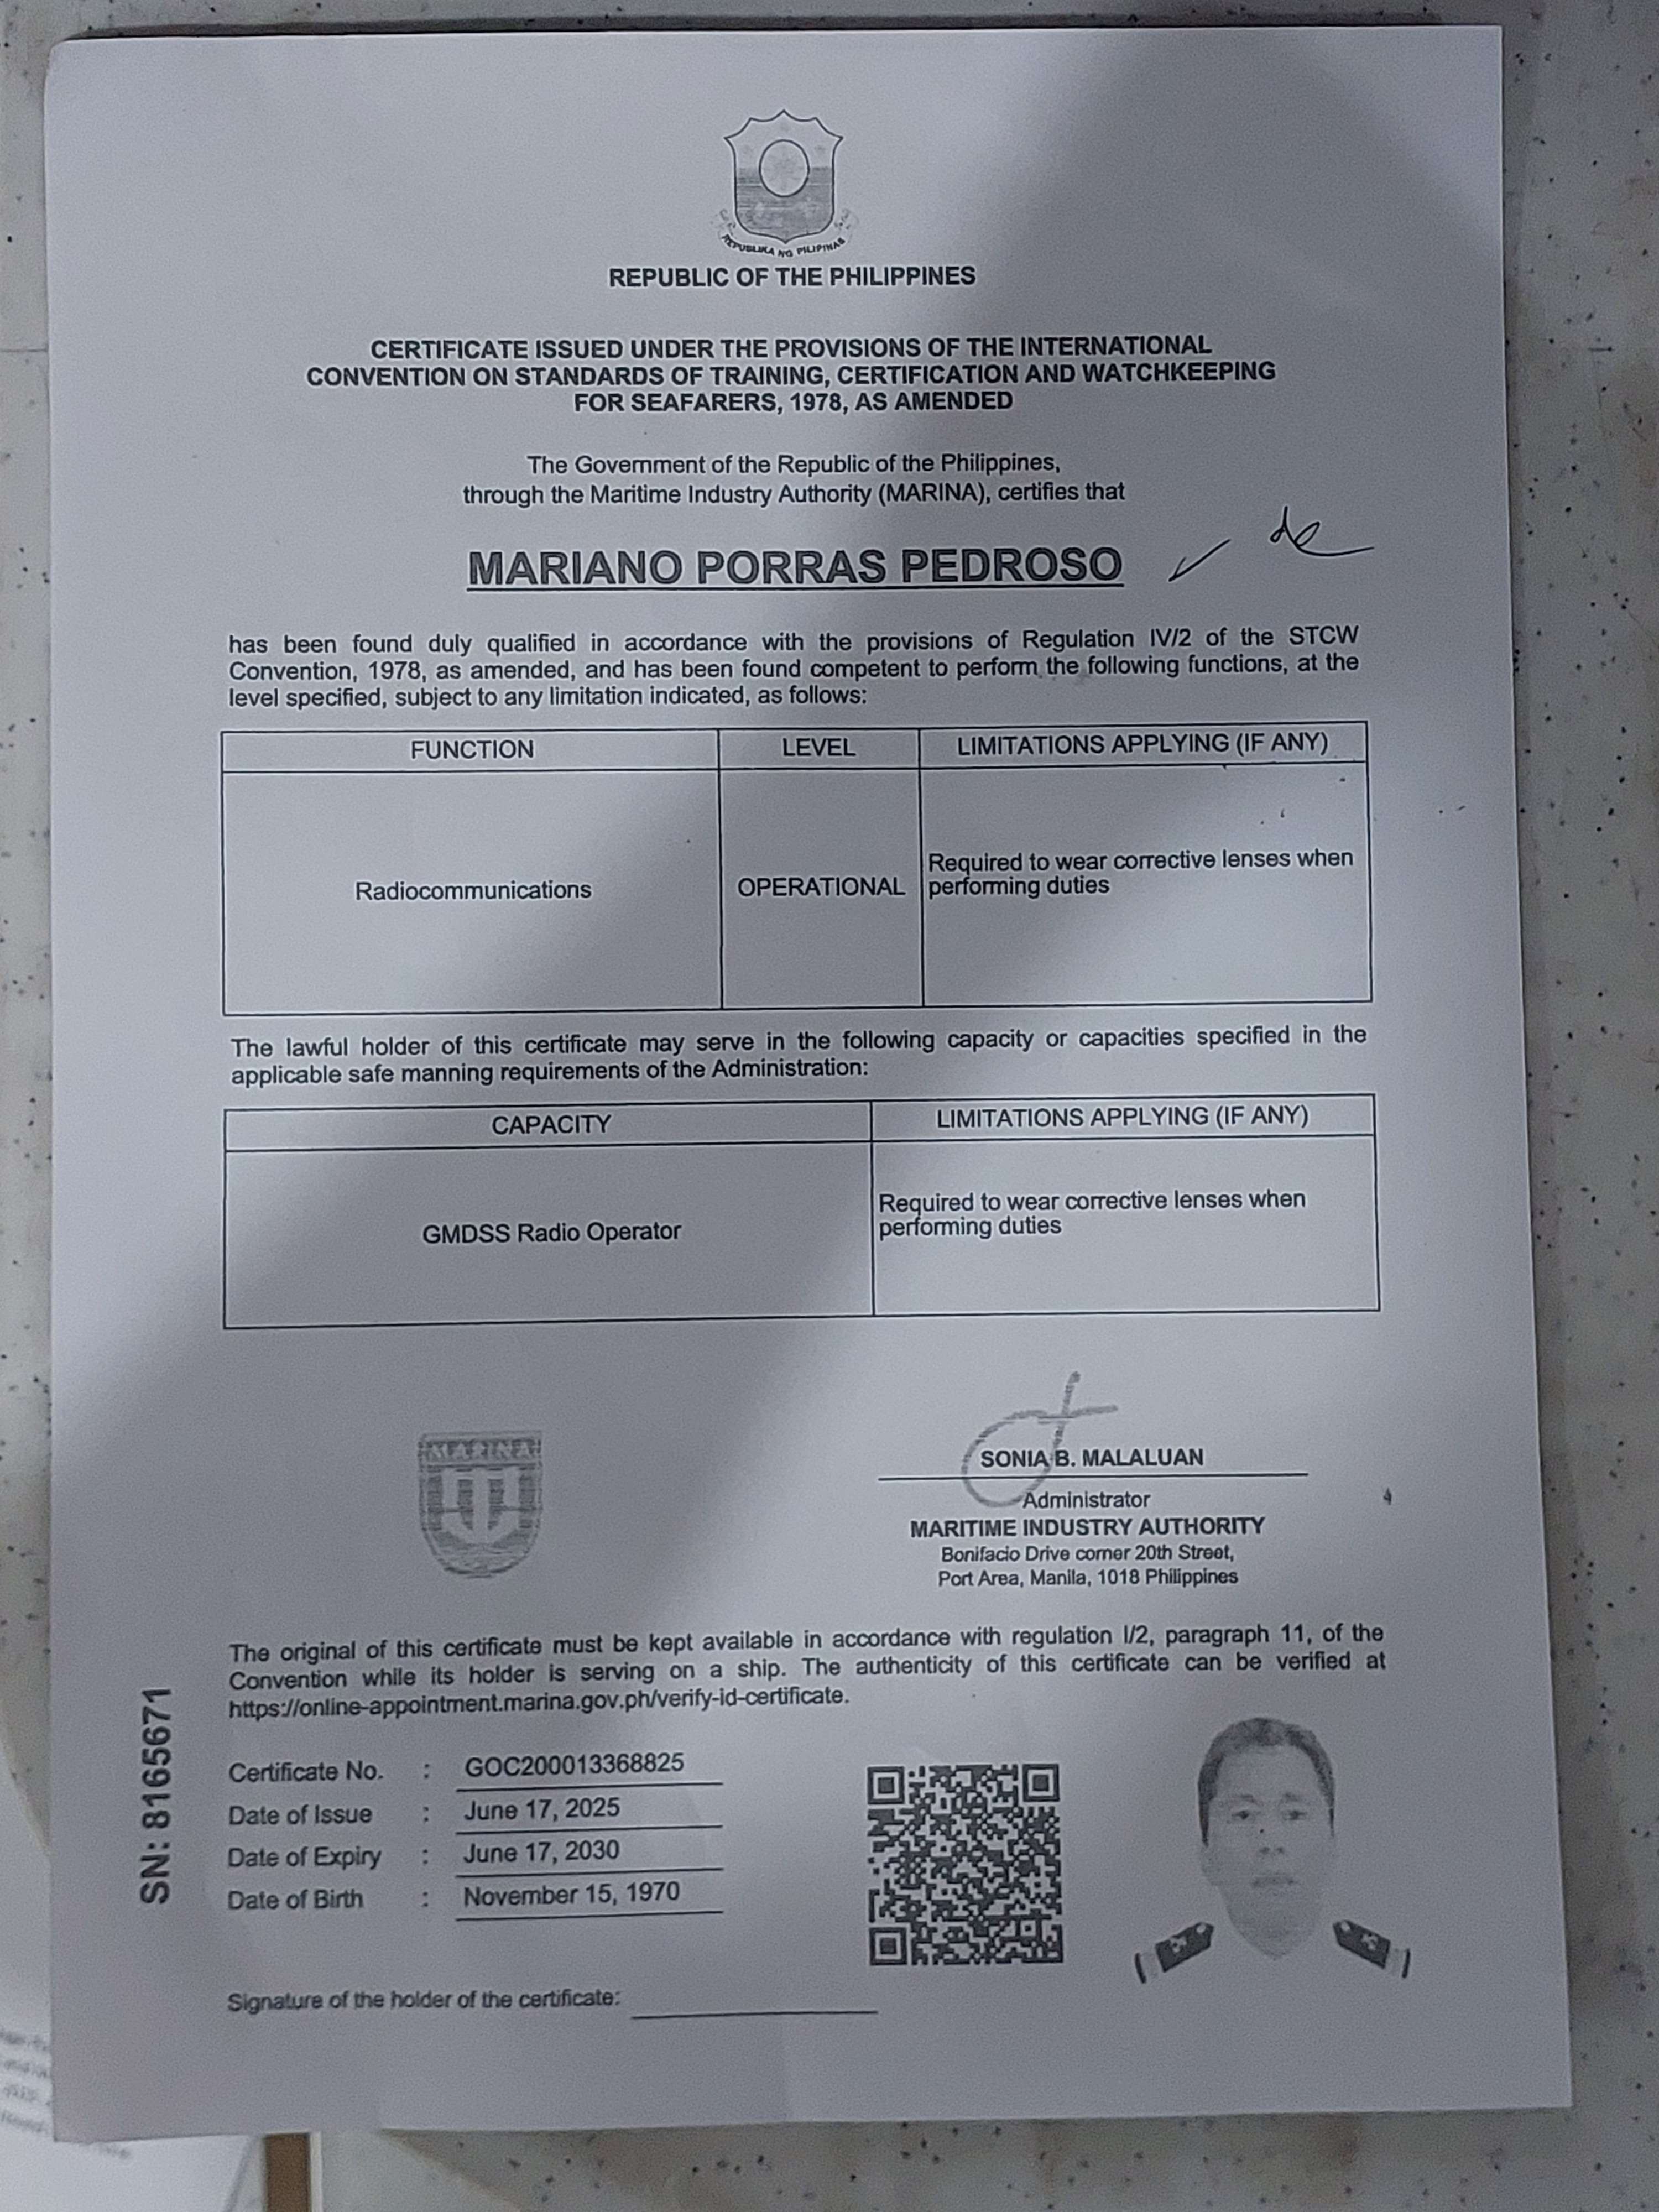 REPUBLIKA NG PILIPINAS
REPUBLIC OF THE PHILIPPINES
CERTIFICATE ISSUED UNDER THE PROVISIONS OF THE INTERNATIONAL
CONVENTION ON STANDARDS OF TRAINING, CERTIFICATION AND WATCHKEEPING
FOR SEAFARERS, 1978, AS AMENDED
The Government of the Republic of the Philippines,
through the Maritime Industry Authority (MARINA), certifies that
MARIANO PORRAS PEDROSO
has been found duly qualified in accordance with the provisions of Regulation IV/2 of the STCW
Convention, 1978, as amended, and has been found competent to perform the following functions, at the
level specified, subject to any limitation indicated, as follows:
FUNCTION LEVEL LIMITATIONS APPLYING (IF ANY)
Radiocommunications OPERATIONAL Required to wear corrective lenses when
performing duties
The lawful holder of this certificate may serve in the following capacity or capacities specified in the
applicable safe manning requirements of the Administration:
CAPACITY LIMITATIONS APPLYING (IF ANY)
GMDSS Radio Operator Required to wear corrective lenses when
performing duties
MARINA
SONIA B. MALALUAN
Administrator
MARITIME INDUSTRY AUTHORITY
Bonifacio Drive corner 20th Street,
Port Area, Manila, 1018 Philippines
The original of this certificate must be kept available in accordance with regulation I/2, paragraph 11, of the
Convention while its holder is serving on a ship. The authenticity of this certificate can be verified at
https://online-appointment.marina.gov.ph/verify-id-certificate.
SN: 8165671
Certificate No. : GOC200013368825
Date of Issue : June 17, 2025
Date of Expiry : June 17, 2030
Date of Birth : November 15, 1970
Signature of the holder of the certificate: